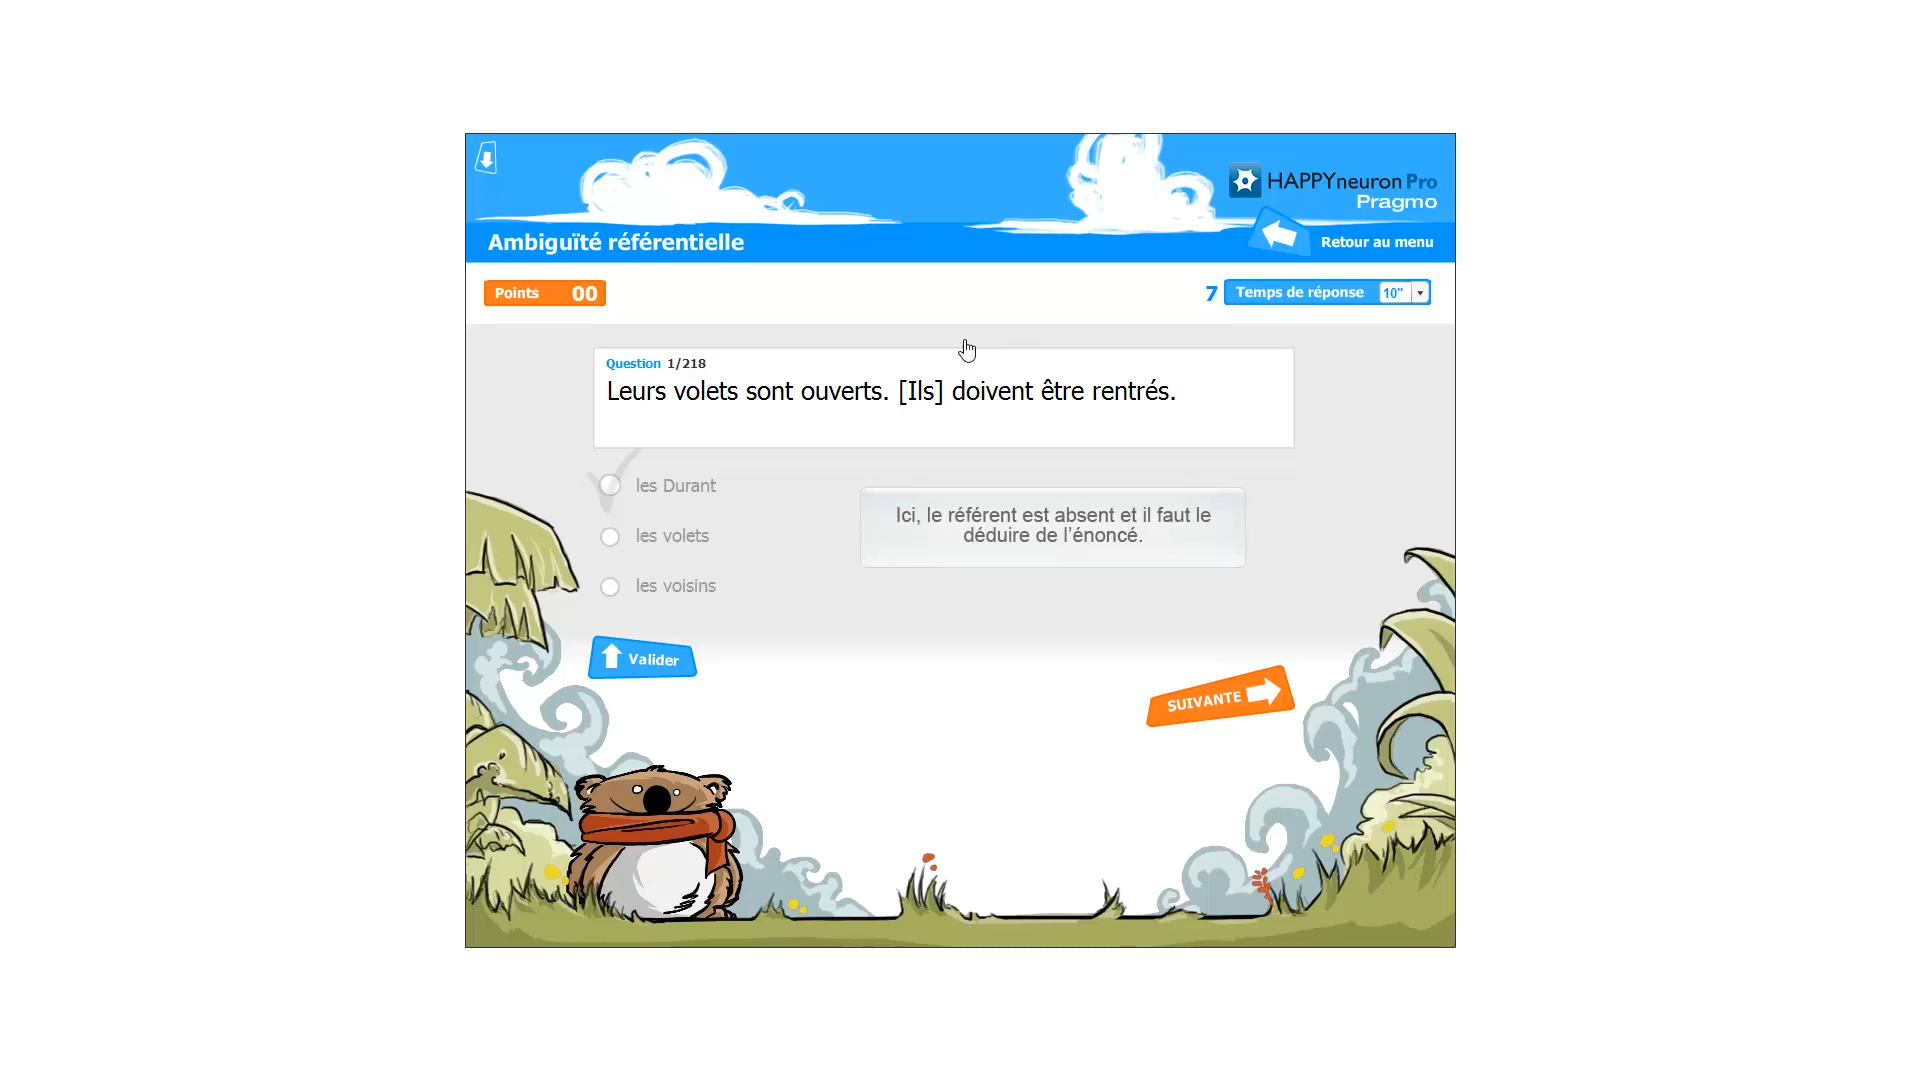 HAPPYneuron Pro
Pragmo
Ambiguïté référentielle
Retour au menu
Points 00
7 Temps de réponse 10"
Question 1/218
Leurs volets sont ouverts. [Ils] doivent être rentrés.
les Durant
les volets
les voisins
Ici, le référent est absent et il faut le
déduire de l’énoncé.
Valider
SUIVANTE